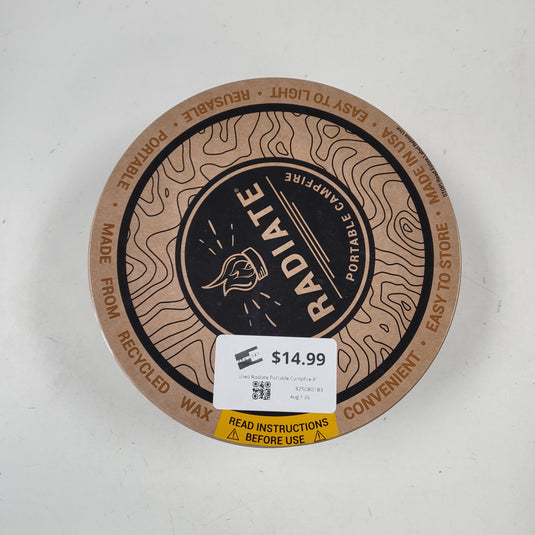 RADIATE®
PORTABLE CAMPFIRE
MADE FROM RECYCLED WAX • PORTABLE • REUSABLE • EASY TO LIGHT • MADE IN USA • EASY TO STORE • CONVENIENT
$14.99
Used Radiate Portable Campfire 8"
Aug 1 25
READ INSTRUCTIONS
BEFORE USE